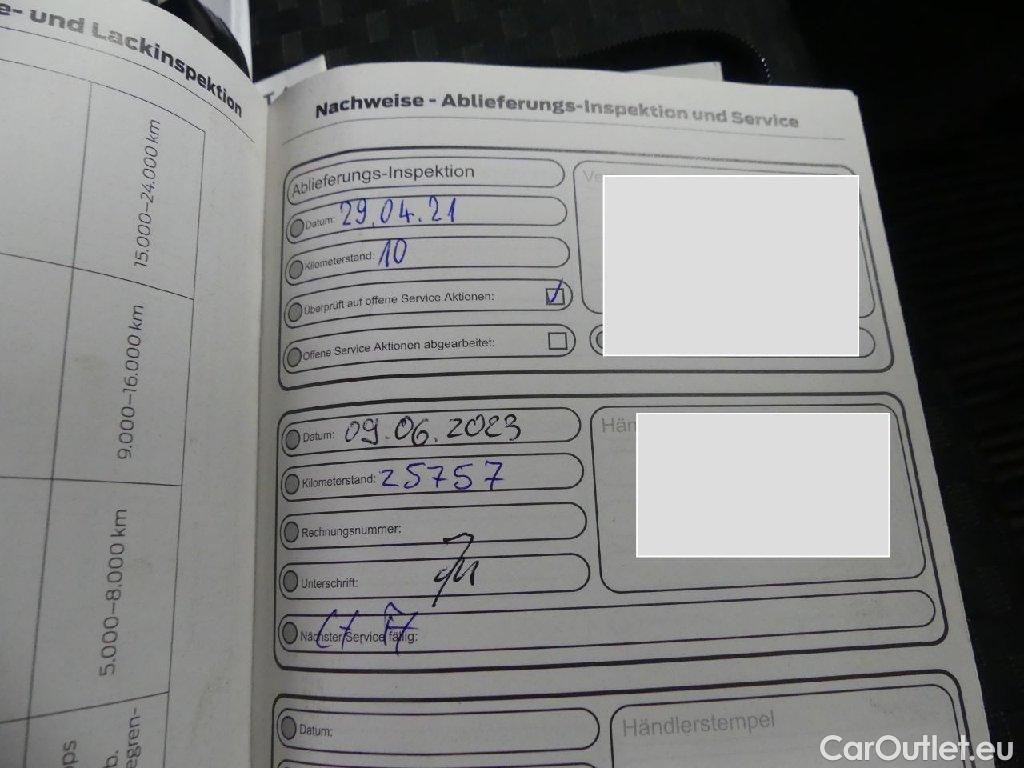 e- und Lackinspektion
15.000–24.000 km
9.000–16.000 km
5.000–8.000 km
Nachweise - Ablieferungs-Inspektion und Service
Ablieferungs-Inspektion
Datum: 29.04.21
Kilometerstand: 10
Überprüft auf offene Service Aktionen:
Offene Service Aktionen abgearbeitet:
Datum: 09.06.2023
Kilometerstand: 25757
Rechnungsnummer:
Unterschrift:
Nächster Service fällig:
Datum:
Händlerstempel
CarOutlet.eu